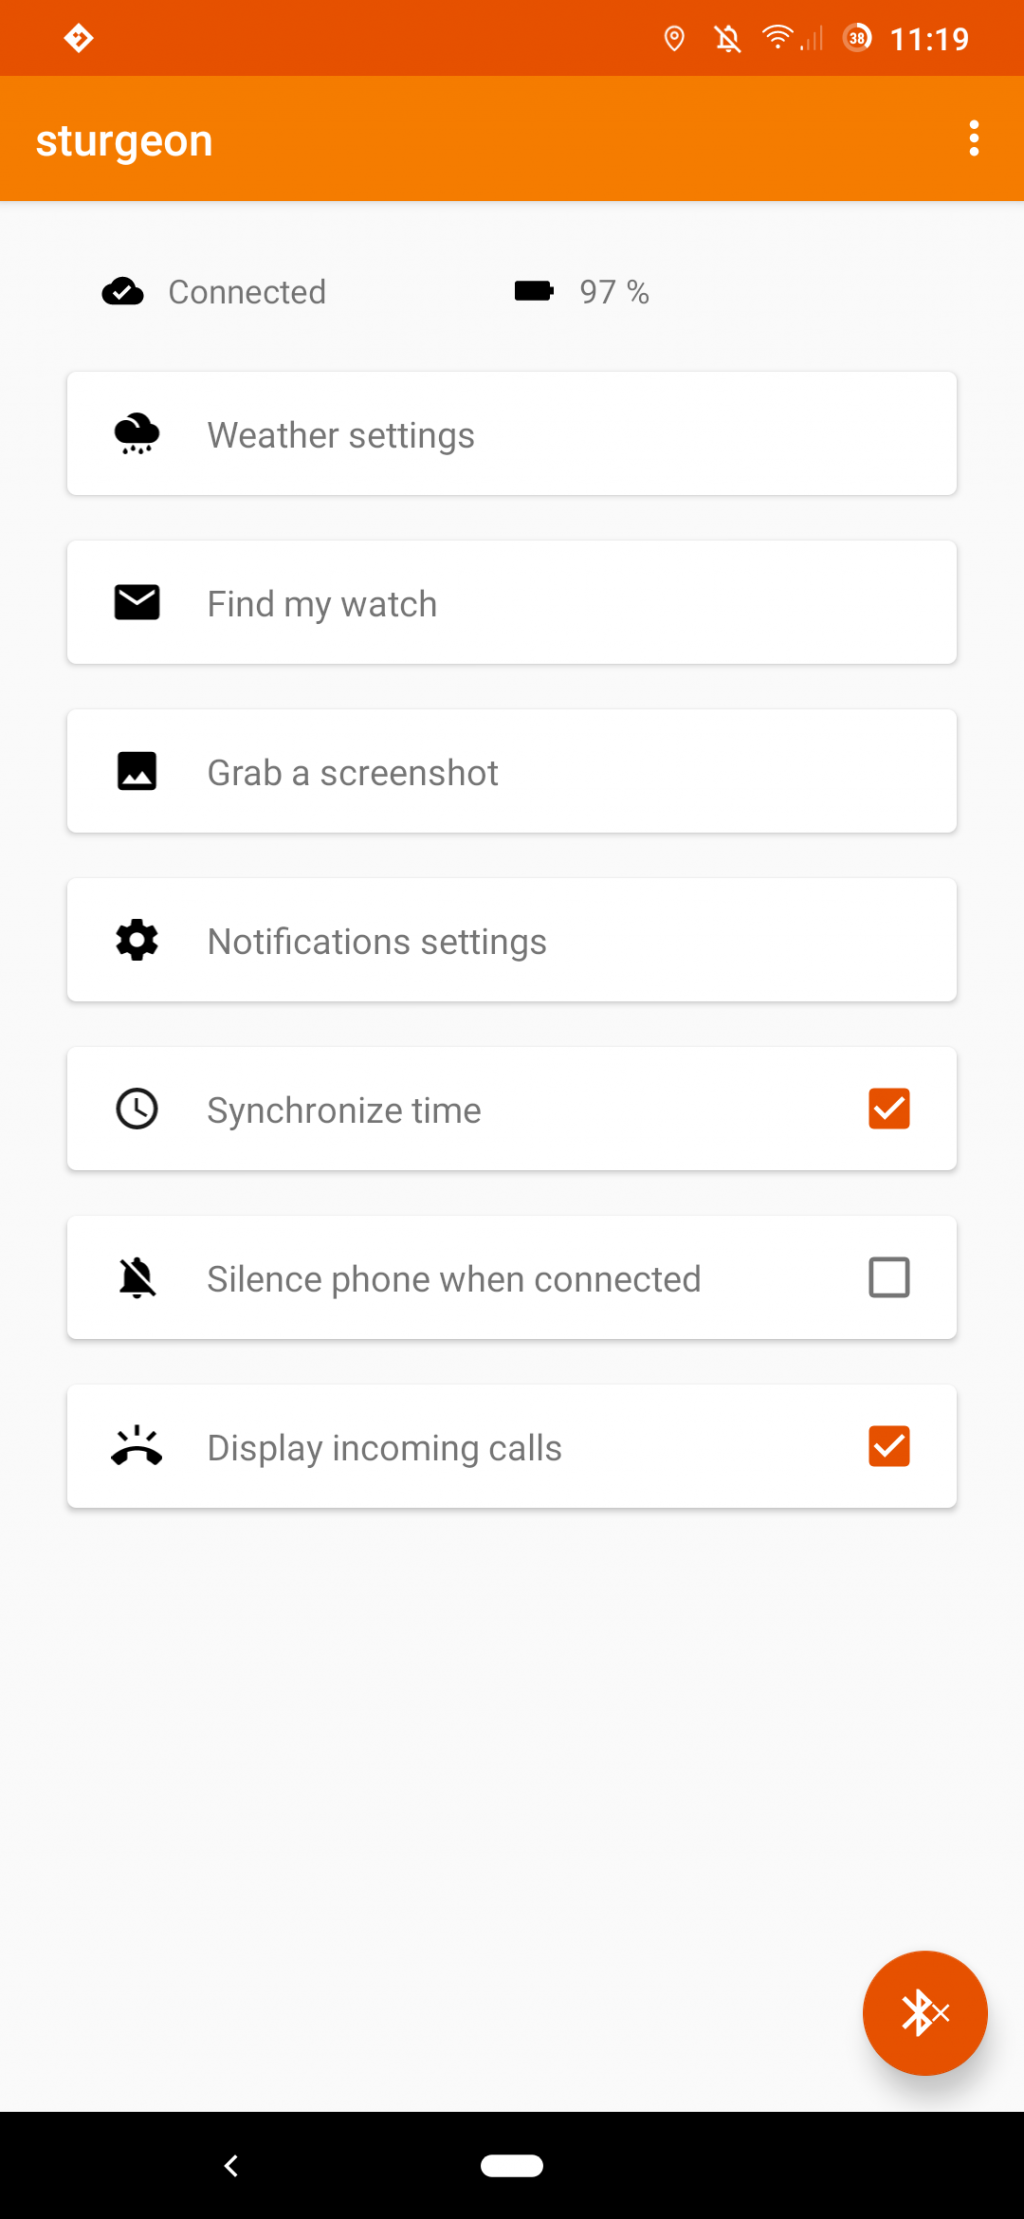 38 11:19
sturgeon
Connected 97 %
Weather settings
Find my watch
Grab a screenshot
Notifications settings
Synchronize time
Silence phone when connected
Display incoming calls